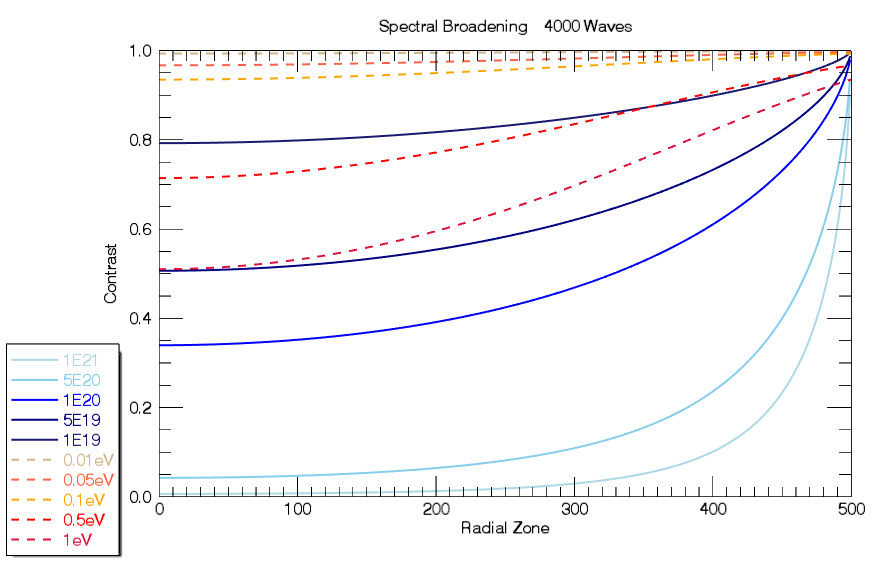 Spectral Broadening 4000 Waves
1.0
0.8
0.6
0.4
0.2
0.0
Contrast
0 100 200 300 400 500
Radial Zone
1E21
5E20
1E20
5E19
1E19
0.01eV
0.05eV
0.1eV
0.5eV
1eV